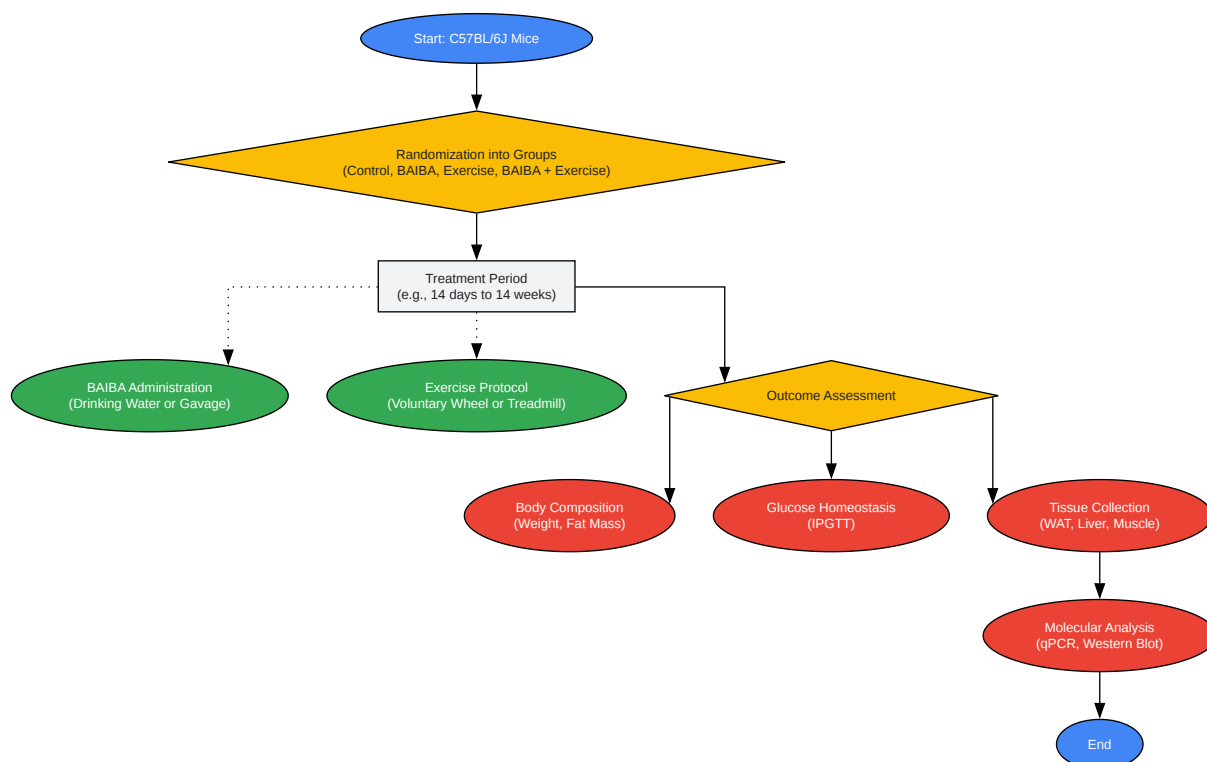 Start: C57BL/6J Mice
Randomization into Groups
(Control, BAIBA, Exercise, BAIBA + Exercise)
Treatment Period
(e.g., 14 days to 14 weeks)
BAIBA Administration
(Drinking Water or Gavage)
Exercise Protocol
(Voluntary Wheel or Treadmill)
Outcome Assessment
Body Composition
(Weight, Fat Mass)
Glucose Homeostasis
(IPGTT)
Tissue Collection
(WAT, Liver, Muscle)
Molecular Analysis
(qPCR, Western Blot)
End